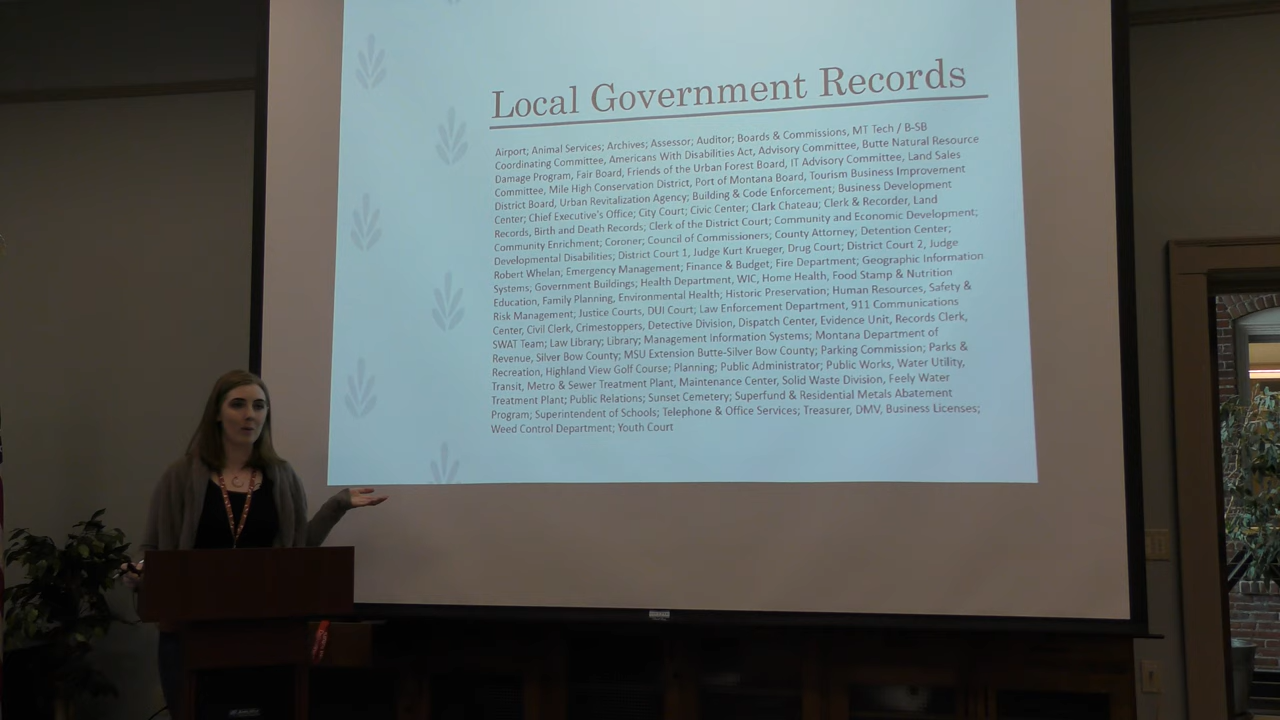 Local Government Records
Airport; Animal Services; Archives; Assessor; Auditor; Boards & Commissions, MT Tech / B-SB
Coordinating Committee, Americans With Disabilities Act, Advisory Committee, Butte Natural Resource
Damage Program, Fair Board, Friends of the Urban Forest Board, IT Advisory Committee, Land Sales
Committee, Mile High Conservation District, Port of Montana Board, Tourism Business Improvement
District Board, Urban Revitalization Agency; Building & Code Enforcement; Business Development
Center; Chief Executive's Office; City Court; Civic Center; Clark Chateau; Clerk & Recorder, Land
Records, Birth and Death Records; Clerk of the District Court; Community and Economic Development;
Community Enrichment; Coroner; Council of Commissioners; County Attorney; Detention Center;
Developmental Disabilities; District Court 1, Judge Kurt Krueger, Drug Court; District Court 2, Judge
Robert Whelan; Emergency Management; Finance & Budget; Fire Department; Geographic Information
Systems; Government Buildings; Health Department, WIC, Home Health, Food Stamp & Nutrition
Education, Family Planning, Environmental Health; Historic Preservation; Human Resources, Safety &
Risk Management; Justice Courts, DUI Court; Law Enforcement Department, 911 Communications
Center, Civil Clerk, Crimestoppers, Detective Division, Dispatch Center, Evidence Unit, Records Clerk,
SWAT Team; Law Library; Library; Management Information Systems; Montana Department of
Revenue, Silver Bow County; MSU Extension Butte-Silver Bow County; Parking Commission; Parks &
Recreation, Highland View Golf Course; Planning; Public Administrator; Public Works, Water Utility,
Transit, Metro & Sewer Treatment Plant, Maintenance Center, Solid Waste Division, Feely Water
Treatment Plant; Public Relations; Sunset Cemetery; Superfund & Residential Metals Abatement
Program; Superintendent of Schools; Telephone & Office Services; Treasurer, DMV, Business Licenses;
Weed Control Department; Youth Court